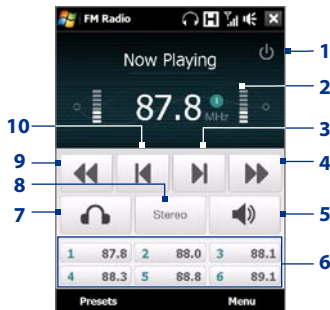 FM Radio
Now Playing
1
2
87.8 1 MHz
10
3
9
4
8
7
Stereo
5
1 87.8 2 88.0 3 88.1
6
4 88.3 5 88.8 6 89.1
Presets Menu